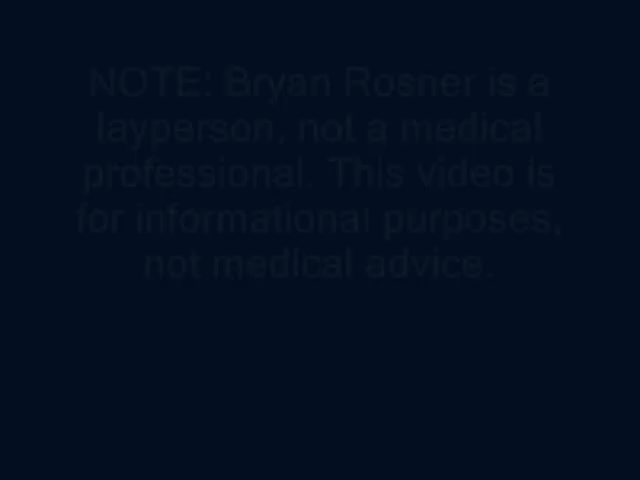 NOTE: Bryan Rosner is a
layperson, not a medical
professional. This video is
for informational purposes,
not medical advice.